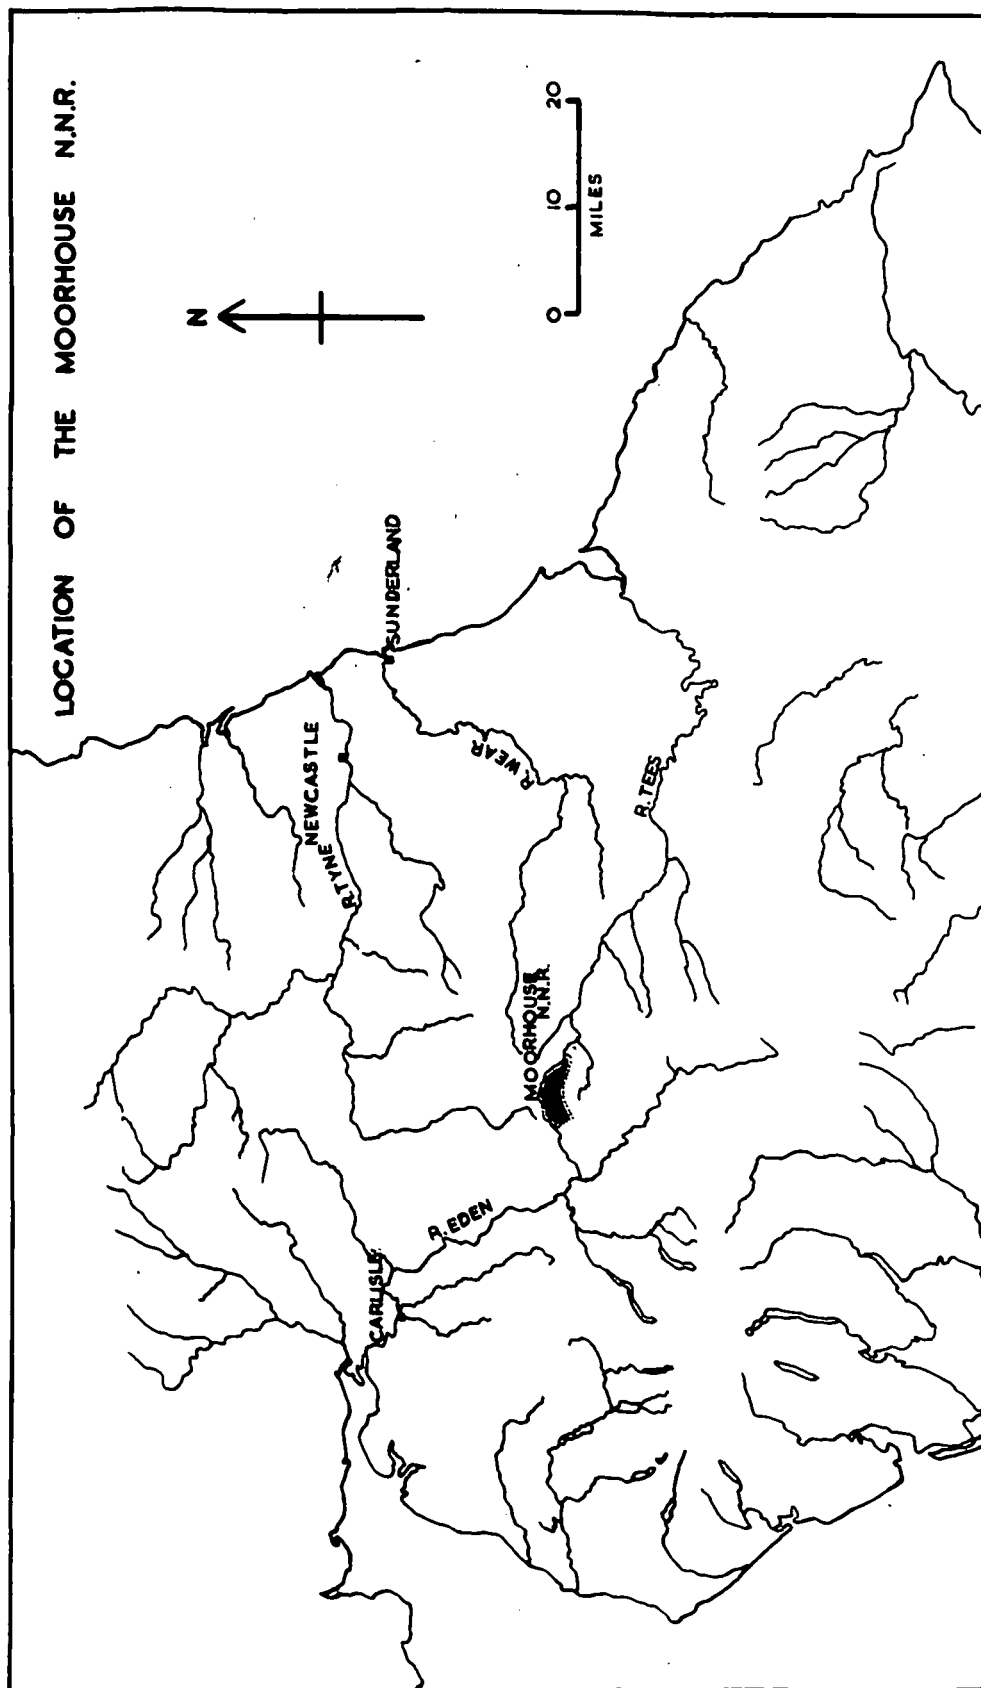 LOCATION OF THE MOORHOUSE N.N.R.
N
0 10 20
MILES
SUNDERLAND
NEWCASTLE
R.TYNE
R. WEAR
R. TEES
MOORHOUSE
N.N.R.
R. EDEN
CARLISLE